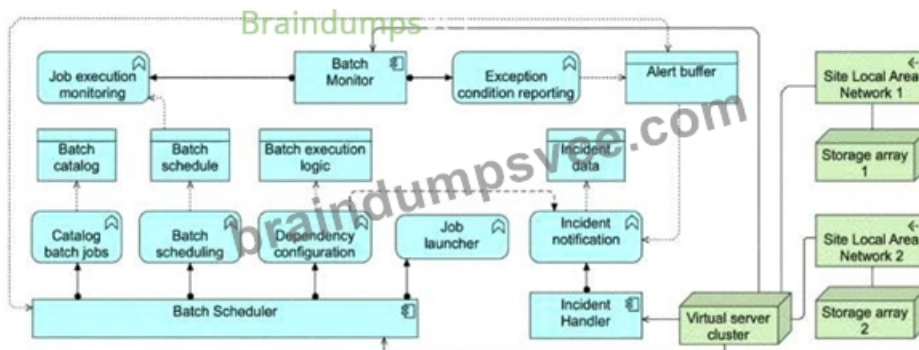 Braindumps
Job execution
monitoring
Batch
Monitor
Exception
condition reporting
Alert buffer
Site Local Area
Network 1
Storage array
1
Batch
catalog
Batch
schedule
Batch execution
logic
Incident
data
braindumpsvce.com
Catalog
batch jobs
Batch
scheduling
Dependency
configuration
Job
launcher
Incident
notification
Site Local Area
Network 2
Storage array
2
Batch Scheduler
Incident
Handler
Virtual server
cluster